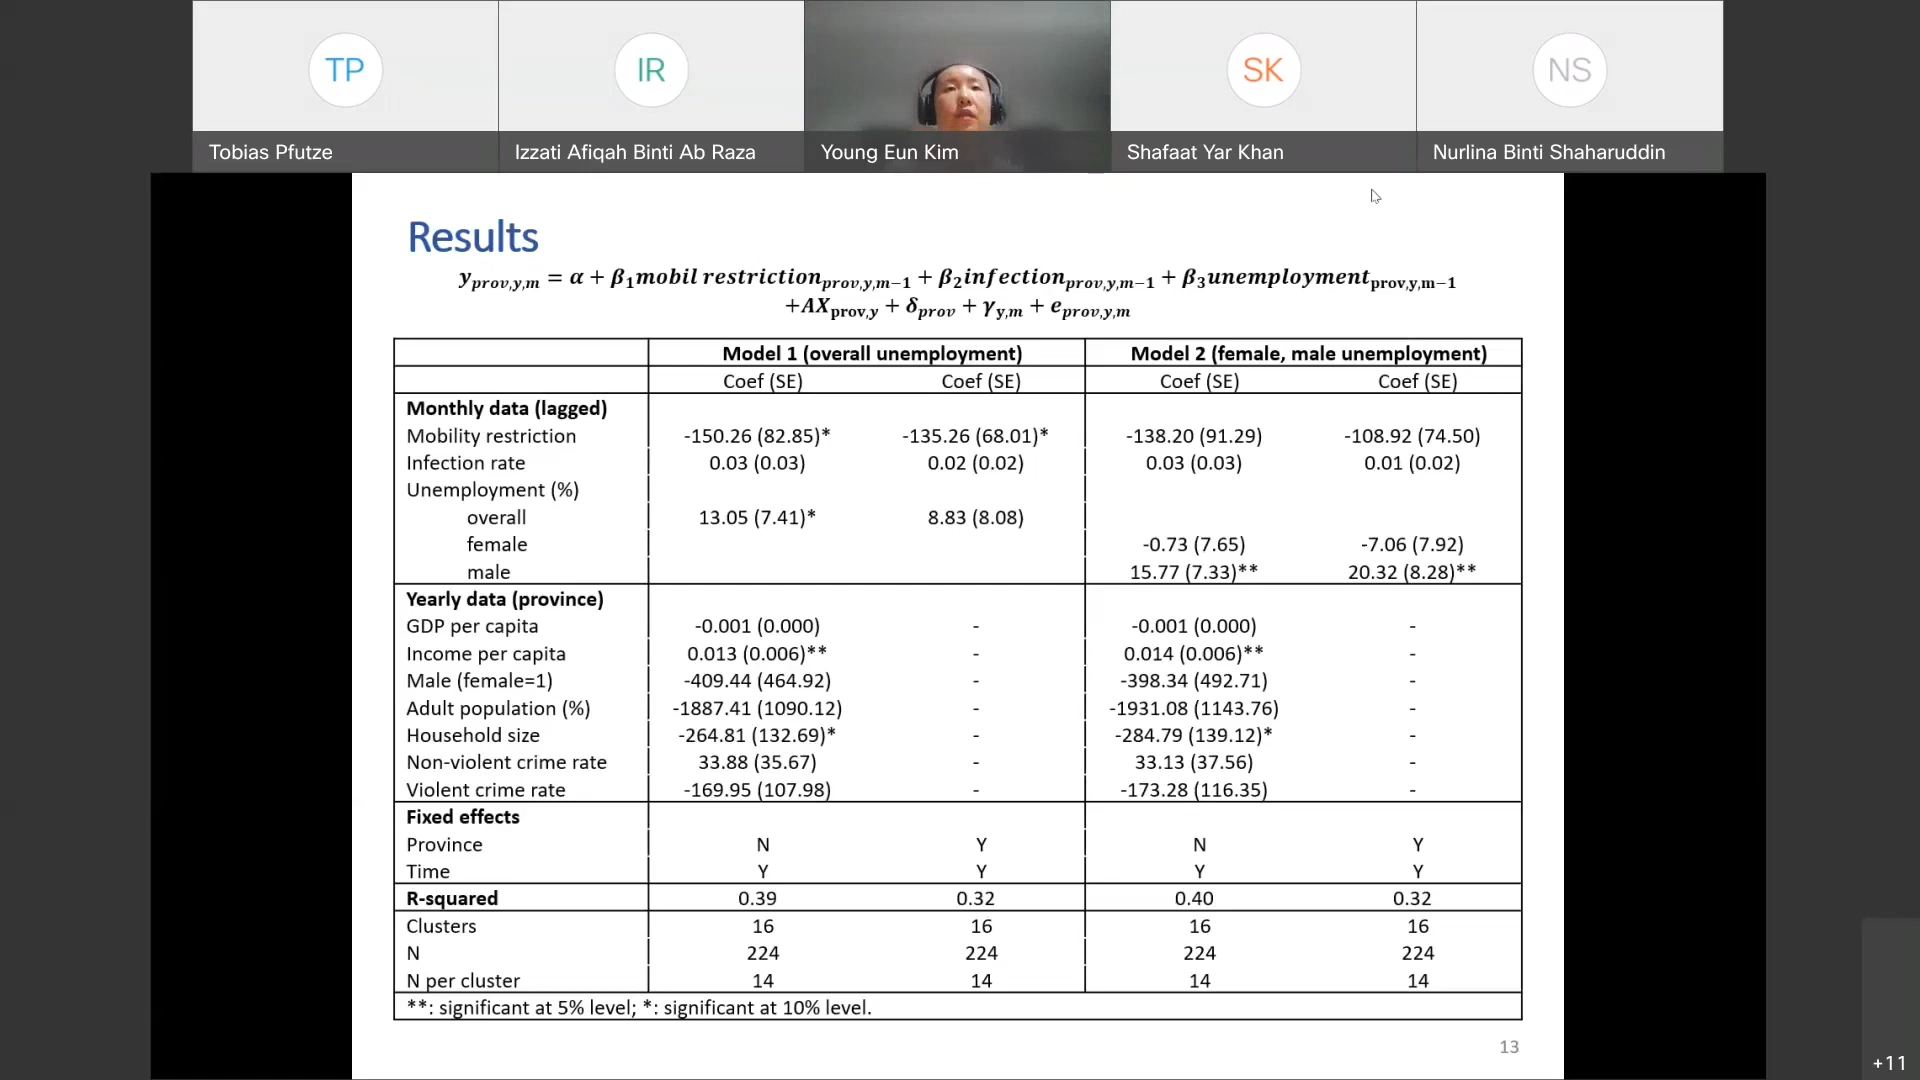 TP
IR
SK
NS
Tobias Pfutze
Izzati Afiqah Binti Ab Raza
Young Eun Kim
Shafaat Yar Khan
Nurlina Binti Shaharuddin
Results
y_{prov,y,m} = α + β₁mobil restriction_{prov,y,m−1} + β₂infection_{prov,y,m−1} + β₃unemployment_{prov,y,m−1}
+AX_{prov,y} + δ_{prov} + γ_{y,m} + e_{prov,y,m}
Model 1 (overall unemployment) Model 2 (female, male unemployment)
Coef (SE) Coef (SE) Coef (SE) Coef (SE)
Monthly data (lagged)
Mobility restriction -150.26 (82.85)* -135.26 (68.01)* -138.20 (91.29) -108.92 (74.50)
Infection rate 0.03 (0.03) 0.02 (0.02) 0.03 (0.03) 0.01 (0.02)
Unemployment (%)
overall 13.05 (7.41)* 8.83 (8.08)
female -0.73 (7.65) -7.06 (7.92)
male 15.77 (7.33)** 20.32 (8.28)**
Yearly data (province)
GDP per capita -0.001 (0.000) - -0.001 (0.000) -
Income per capita 0.013 (0.006)** - 0.014 (0.006)** -
Male (female=1) -409.44 (464.92) - -398.34 (492.71) -
Adult population (%) -1887.41 (1090.12) - -1931.08 (1143.76) -
Household size -264.81 (132.69)* - -284.79 (139.12)* -
Non-violent crime rate 33.88 (35.67) - 33.13 (37.56) -
Violent crime rate -169.95 (107.98) - -173.28 (116.35) -
Fixed effects
Province N Y N Y
Time Y Y Y Y
R-squared 0.39 0.32 0.40 0.32
Clusters 16 16 16 16
N 224 224 224 224
N per cluster 14 14 14 14
**: significant at 5% level; *: significant at 10% level.
13
+11